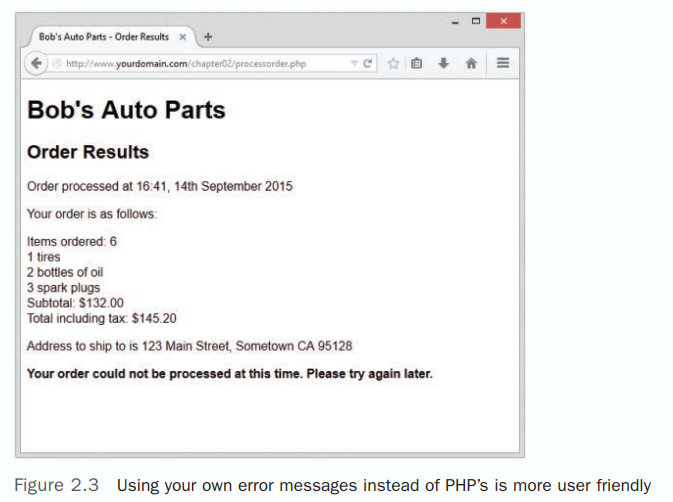 Bob's Auto Parts - Order Results × +
http://www.yourdomain.com/chapter02/processorder.php
Bob's Auto Parts
Order Results
Order processed at 16:41, 14th September 2015
Your order is as follows:
Items ordered: 6
1 tires
2 bottles of oil
3 spark plugs
Subtotal: $132.00
Total including tax: $145.20
Address to ship to is 123 Main Street, Sometown CA 95128
Your order could not be processed at this time. Please try again later.
Figure 2.3 Using your own error messages instead of PHP's is more user friendly